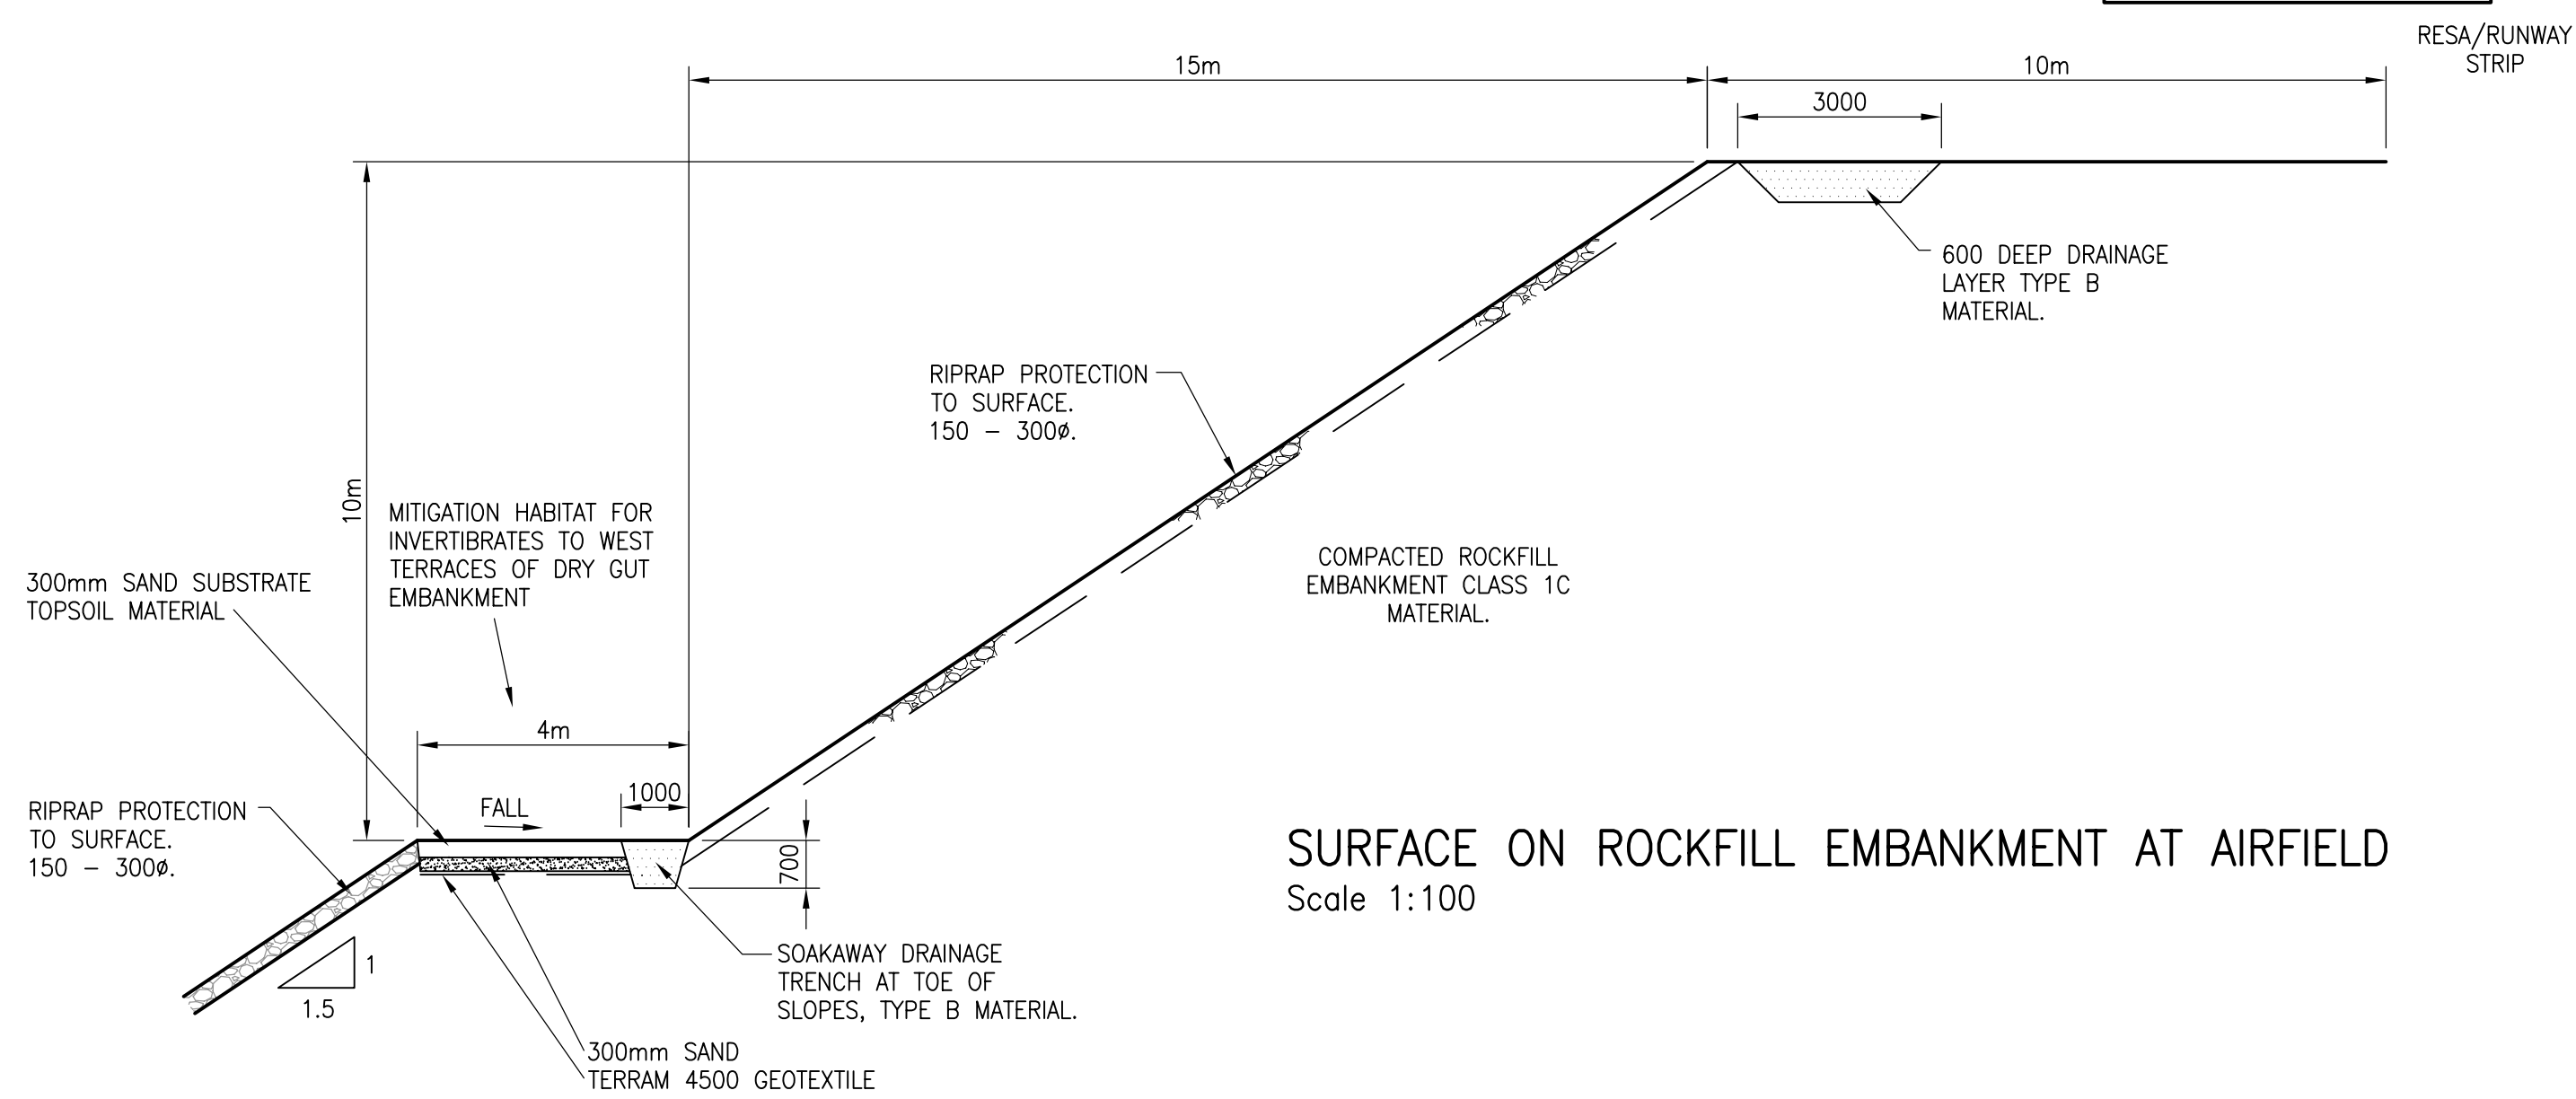 RESA/RUNWAY
STRIP
15m
10m
3000
600 DEEP DRAINAGE
LAYER TYPE B
MATERIAL.
RIPRAP PROTECTION
TO SURFACE.
150 – 300ø.
10m
MITIGATION HABITAT FOR
INVERTIBRATES TO WEST
TERRACES OF DRY GUT
EMBANKMENT
COMPACTED ROCKFILL
EMBANKMENT CLASS 1C
MATERIAL.
300mm SAND SUBSTRATE
TOPSOIL MATERIAL
4m
1000
FALL
RIPRAP PROTECTION
TO SURFACE.
150 – 300ø.
700
SURFACE ON ROCKFILL EMBANKMENT AT AIRFIELD
Scale 1:100
1
1.5
SOAKAWAY DRAINAGE
TRENCH AT TOE OF
SLOPES, TYPE B MATERIAL.
300mm SAND
TERRAM 4500 GEOTEXTILE